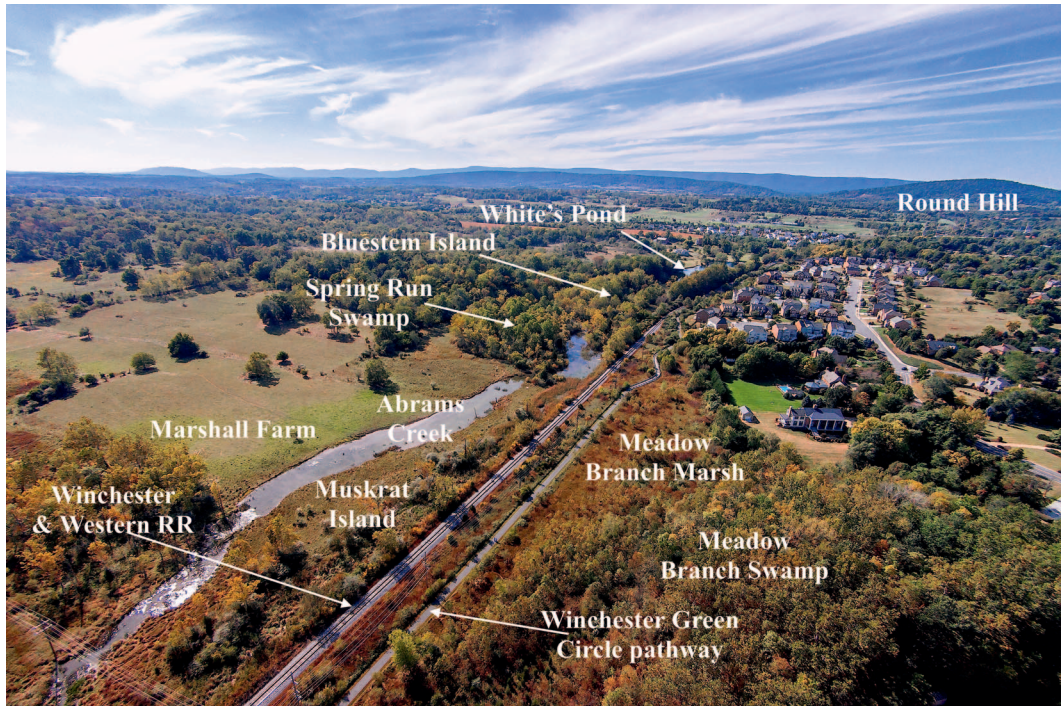 White's Pond
Round Hill
Bluestem Island
Spring Run
Swamp
Abrams
Creek
Marshall Farm
Meadow
Branch Marsh
Winchester
& Western RR
Muskrat
Island
Meadow
Branch Swamp
Winchester Green
Circle pathway